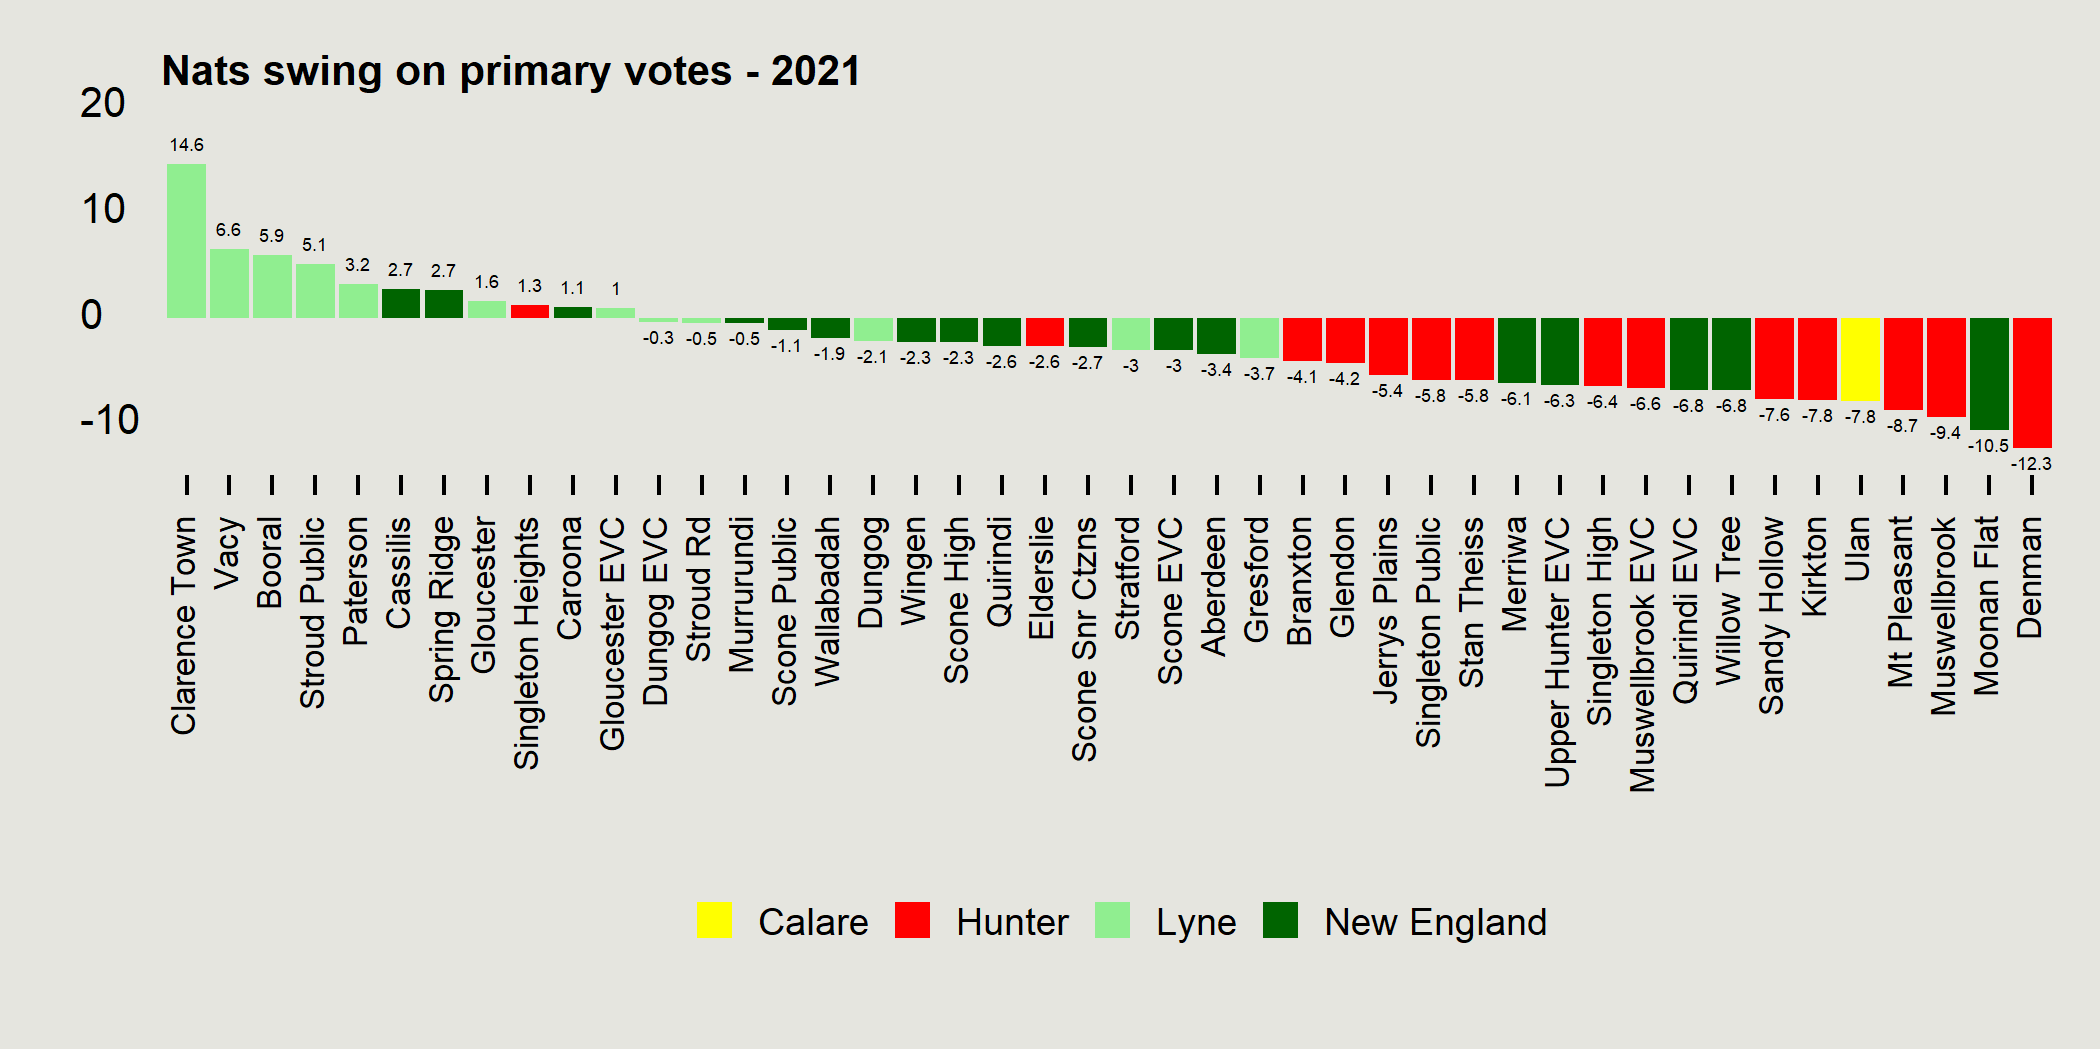 Nats swing on primary votes - 2021
20
10
0
-10
14.6
6.6
5.9
5.1
3.2
2.7
2.7
1.6
1.3
1.1
1
-0.3
-0.5
-0.5
-1.1
-1.9
-2.1
-2.3
-2.3
-2.6
-2.6
-2.7
-3
-3
-3.4
-3.7
-4.1
-4.2
-5.4
-5.8
-5.8
-6.1
-6.3
-6.4
-6.6
-6.8
-6.8
-7.6
-7.8
-7.8
-8.7
-9.4
-10.5
-12.3
Clarence Town
Vacy
Booral
Stroud Public
Paterson
Cassilis
Spring Ridge
Gloucester
Singleton Heights
Caroona
Gloucester EVC
Dungog EVC
Stroud Rd
Murrurundi
Scone Public
Wallabadah
Dungog
Wingen
Scone High
Quirindi
Elderslie
Scone Snr Ctzns
Stratford
Scone EVC
Aberdeen
Gresford
Branxton
Glendon
Jerrys Plains
Singleton Public
Stan Theiss
Merriwa
Upper Hunter EVC
Singleton High
Muswellbrook EVC
Quirindi EVC
Willow Tree
Sandy Hollow
Kirkton
Ulan
Mt Pleasant
Muswellbrook
Moonan Flat
Denman
Calare
Hunter
Lyne
New England